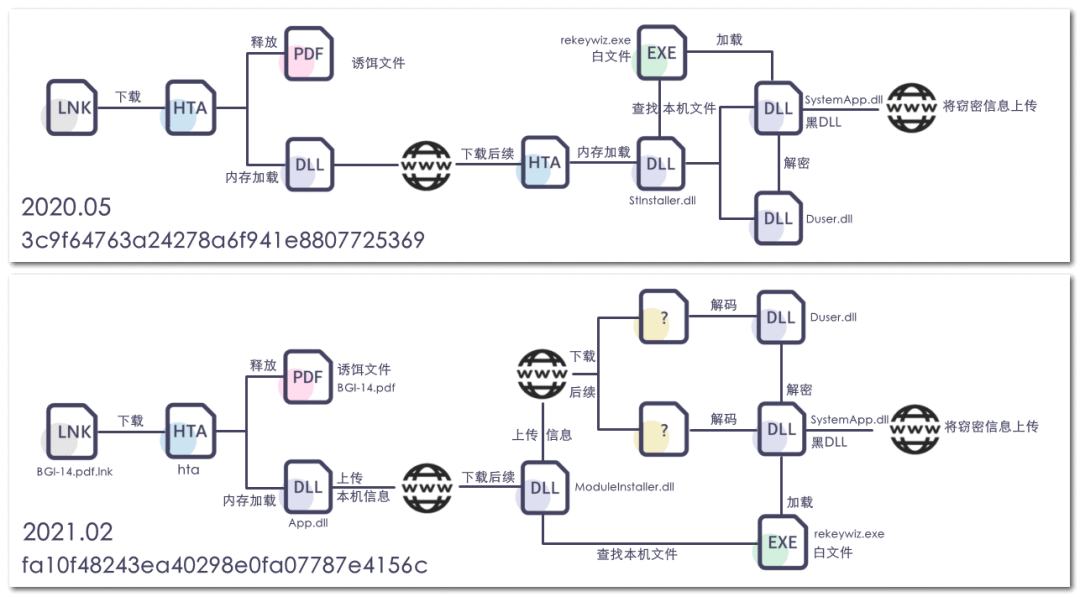 释放
PDF
诱饵文件
LNK
下载
HTA
内存加载
DLL
www
下载后续
HTA
内存加载
DLL
StInstaller.dll
rekeywiz.exe
白文件
EXE
加载
查找本机文件
DLL
SystemApp.dll
黑DLL
www
将窃密信息上传
解密
DLL
Duser.dll
2020.05
3c9f64763a24278a6f941e8807725369
释放
PDF
诱饵文件
BGI-14.pdf
LNK
BGI-14.pdf.lnk
下载
HTA
hta
内存加载
DLL
App.dll
上传
本机信息
www
下载后续
DLL
ModuleInstaller.dll
上传信息
www
下载
后续
?
解码
DLL
Duser.dll
解密
?
解码
DLL
SystemApp.dll
黑DLL
www
将窃密信息上传
加载
查找本机文件
EXE
rekeywiz.exe
白文件
2021.02
fa10f48243ea40298e0fa07787e4156c